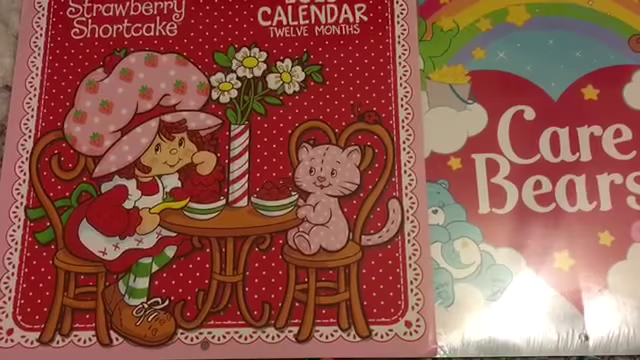 Strawberry
Shortcake
CALENDAR
TWELVE MONTHS
Care
Bears